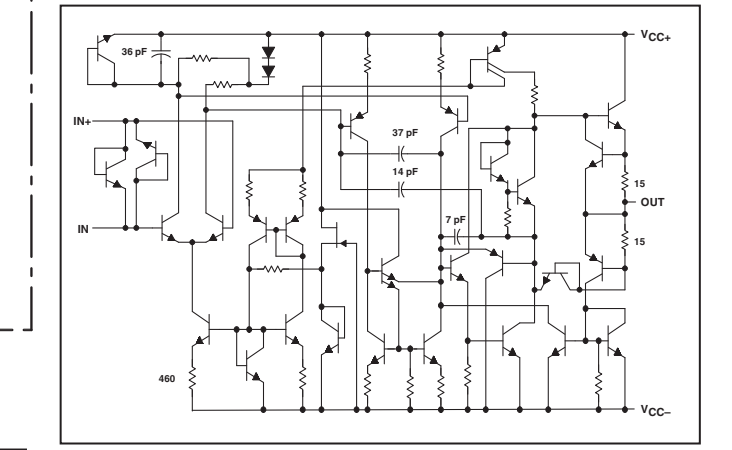 VCC+
36 pF
IN+
37 pF
14 pF
15
OUT
IN
7 pF
15
460
VCC−